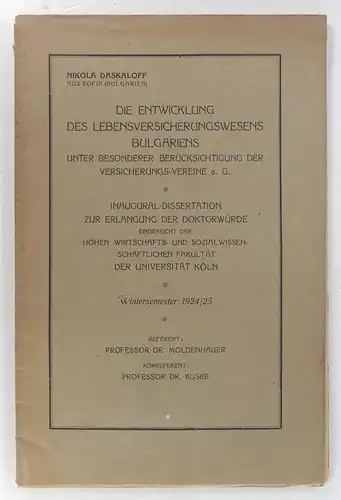 NIKOLA DASKALOFF
AUS SOFIA (BULGARIEN)
DIE ENTWICKLUNG
DES LEBENSVERSICHERUNGSWESENS
BULGARIENS
UNTER BESONDERER BERÜCKSICHTIGUNG DER
VERSICHERUNGS-VEREINE a. G.
*
INAUGURAL-DISSERTATION
ZUR ERLANGUNG DER DOKTORWÜRDE
EINGEREICHT DER
HOHEN WIRTSCHAFTS- UND SOZIALWISSEN-
SCHAFTLICHEN FAKULTÄT
DER UNIVERSITÄT KÖLN
*
Wintersemester 1924/25
*
REFERENT:
PROFESSOR DR. MOLDENHAUER
KORREFERENT:
PROFESSOR DR. KUSKE